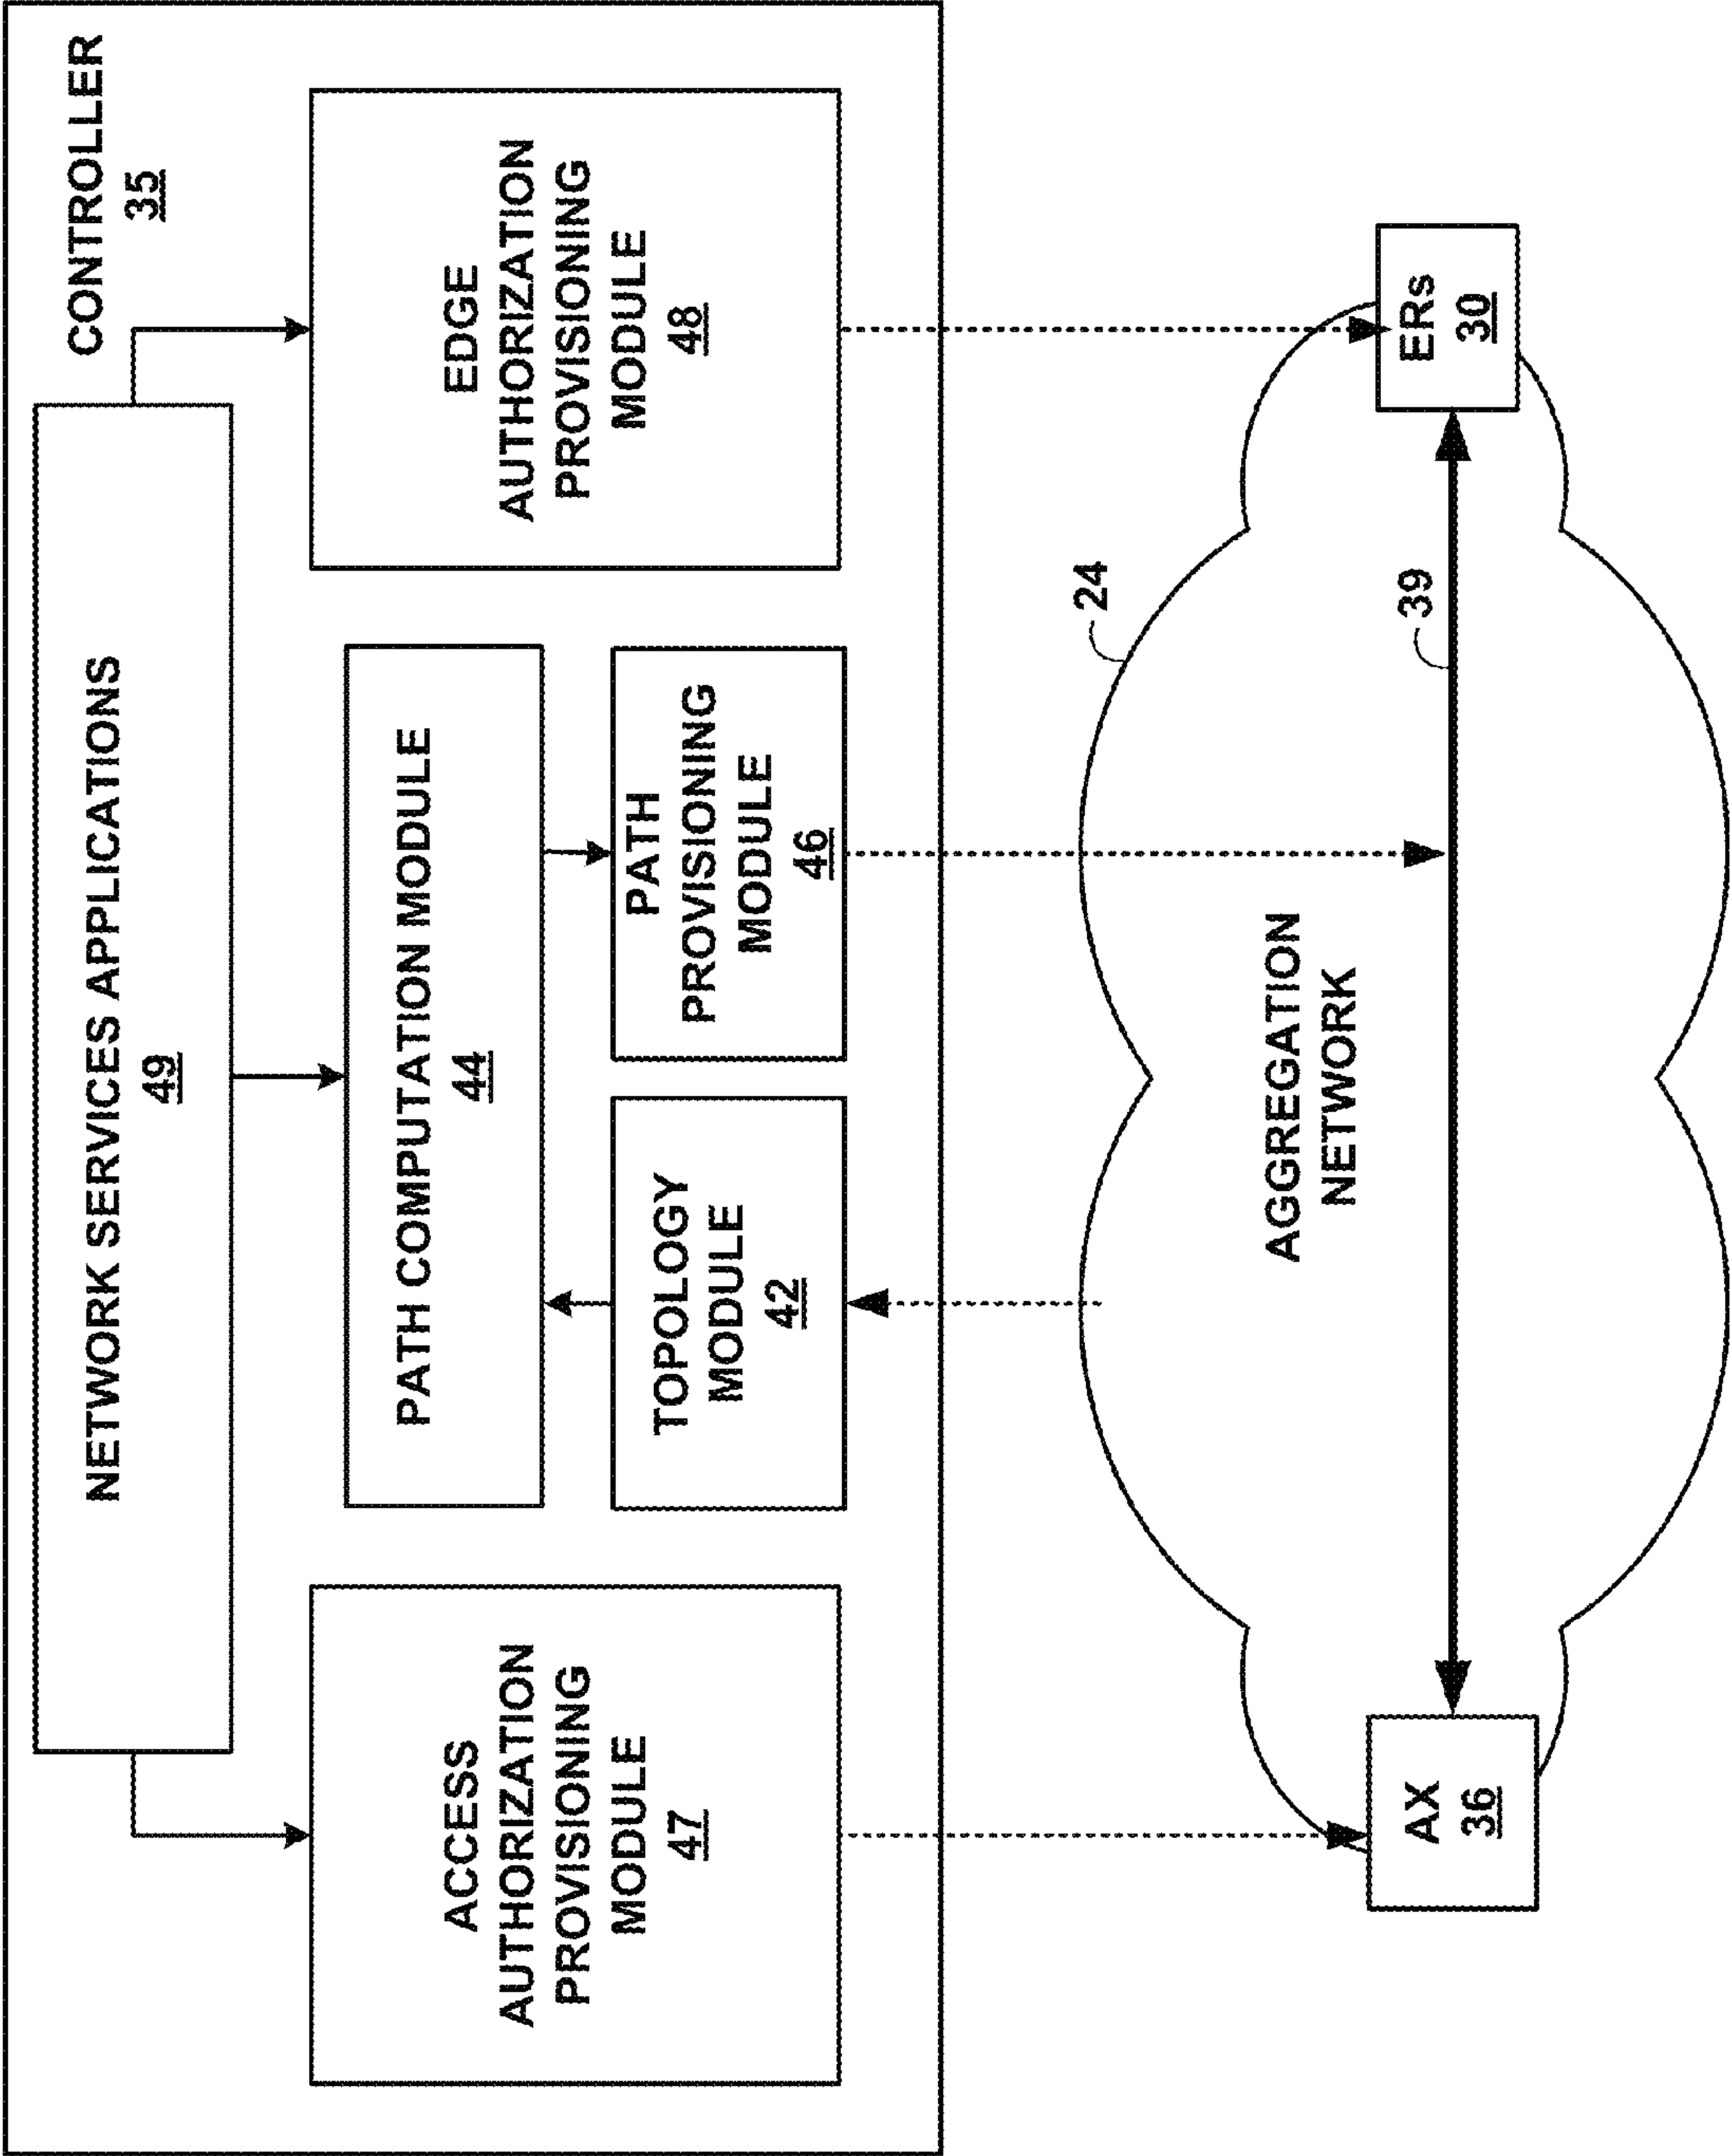 CONTROLLER
35
NETWORK SERVICES APPLICATIONS
49
ACCESS
AUTHORIZATION
PROVISIONING
MODULE
47
PATH COMPUTATION MODULE
44
TOPOLOGY
MODULE
42
PATH
PROVISIONING
MODULE
46
EDGE
AUTHORIZATION
PROVISIONING
MODULE
48
24
AGGREGATION
NETWORK
39
AX
36
ERs
30